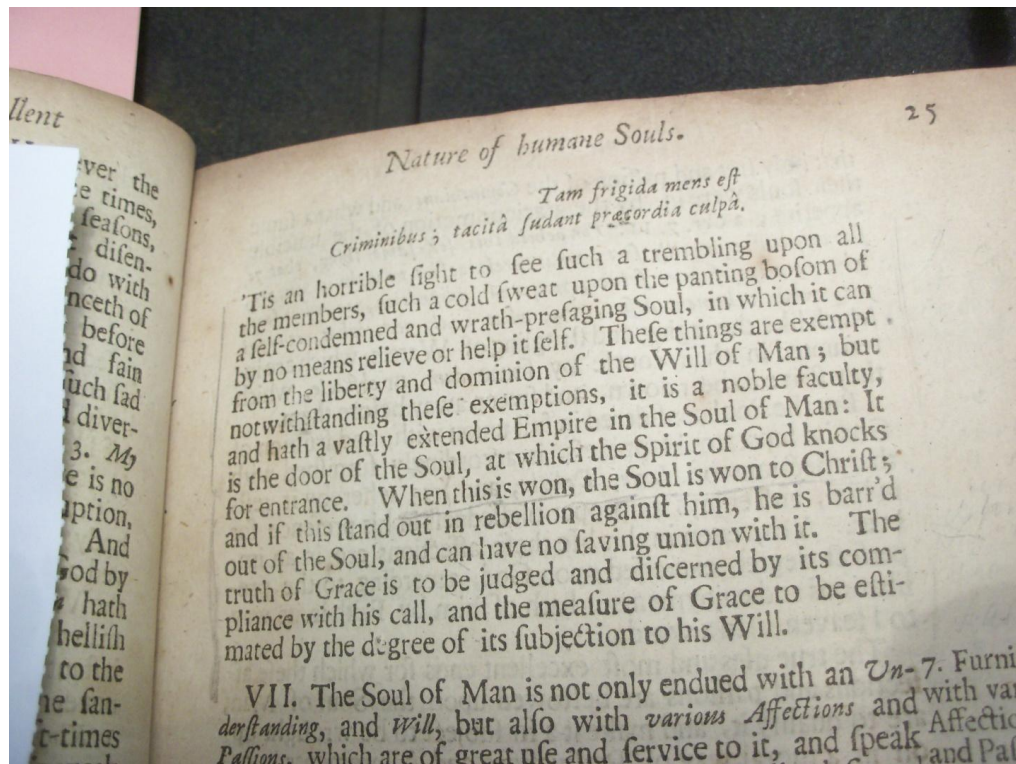 llent
ever the
times,
ſeaſons,
diſen-
do with
nceth of
before
nd fain
ſuch ſad
diver-
3. My
e is no
uption,
And
God by
hath
helliſh
to the
ſan-
t-times
Nature of humane Souls.
25
Tam frigida mens eſt
Criminibus; tacitâ ſudant præcordia culpâ.
'Tis an horrible ſight to ſee ſuch a trembling upon all
the members, ſuch a cold ſweat upon the panting boſom of
a ſelf-condemned and wrath-preſaging Soul, in which it can
by no means relieve or help it ſelf. Theſe things are exempt
from the liberty and dominion of the Will of Man; but
notwithſtanding theſe exemptions, it is a noble faculty,
and hath a vaſtly extended Empire in the Soul of Man: It
is the door of the Soul, at which the Spirit of God knocks
for entrance. When this is won, the Soul is won to Chriſt;
and if this ſtand out in rebellion againſt him, he is barr'd
out of the Soul, and can have no ſaving union with it. The
truth of Grace is to be judged and diſcerned by its com-
pliance with his call, and the meaſure of Grace to be eſti-
mated by the degree of its ſubjection to his Will.
VII. The Soul of Man is not only endued with an Un-
derſtanding, and Will, but alſo with various Affections and
Paſſions, which are of great uſe and ſervice to it, and ſpeak
7. Furni
with va
Affectio
and Paſ